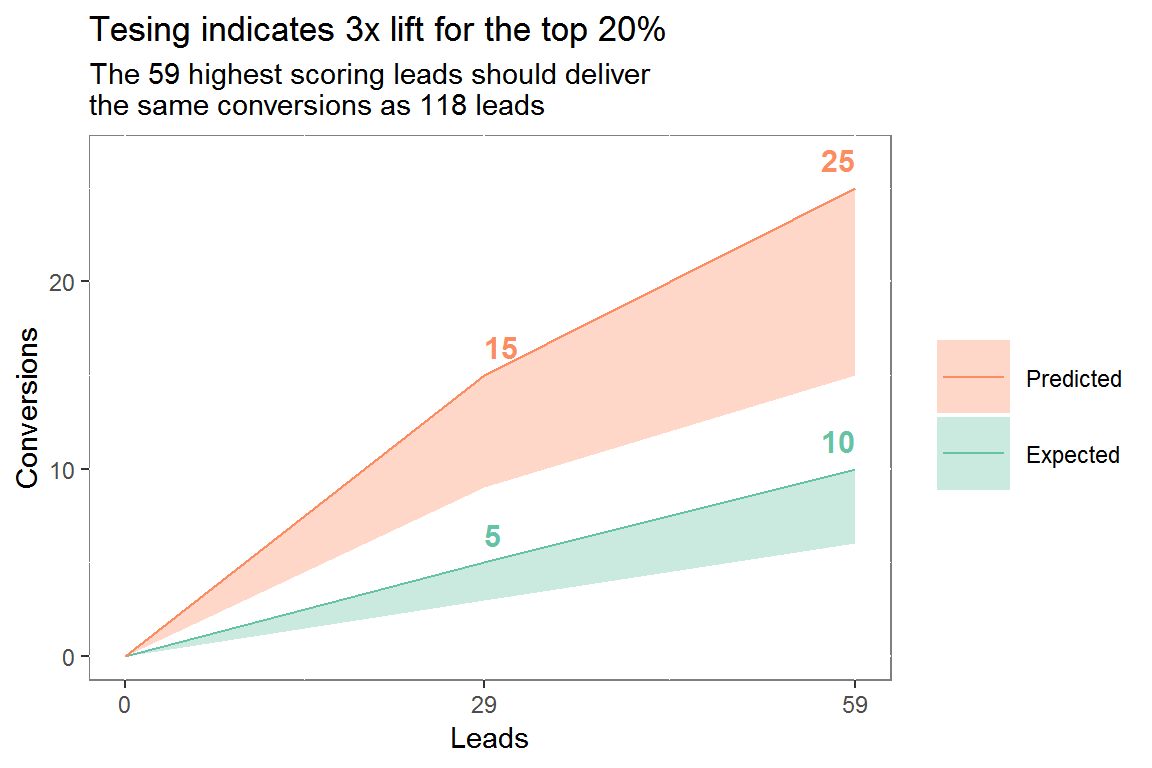 Tesing indicates 3x lift for the top 20%
The 59 highest scoring leads should deliver
the same conversions as 118 leads
25
20
15
Conversions
10
10
5
0
0 29 59
Leads
Predicted
Expected